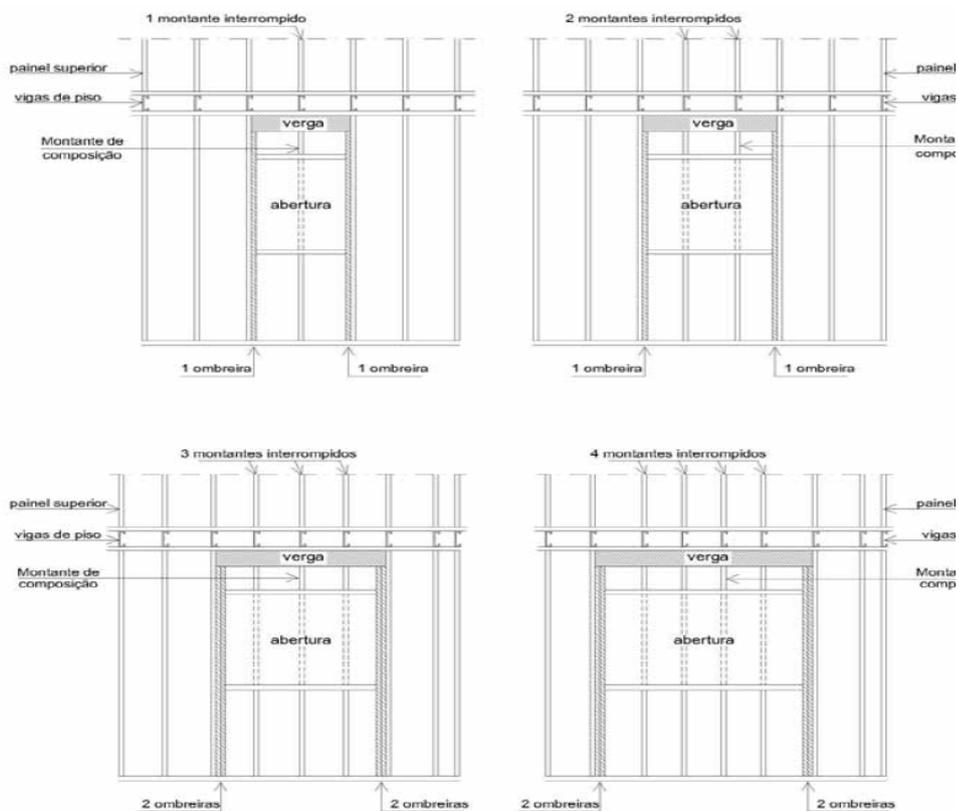 1 montante interrompido
painel superior
vigas de piso
verga
Montante de
composição
abertura
1 ombreira
1 ombreira
2 montantes interrompidos
painel
vigas
verga
Monta
compo
abertura
1 ombreira
1 ombreira
3 montantes interrompidos
painel superior
vigas de piso
verga
Montante de
composição
abertura
2 ombreiras
2 ombreiras
4 montantes interrompidos
painel
vigas
verga
Monta
compo
abertura
2 ombreiras
2 ombreiras